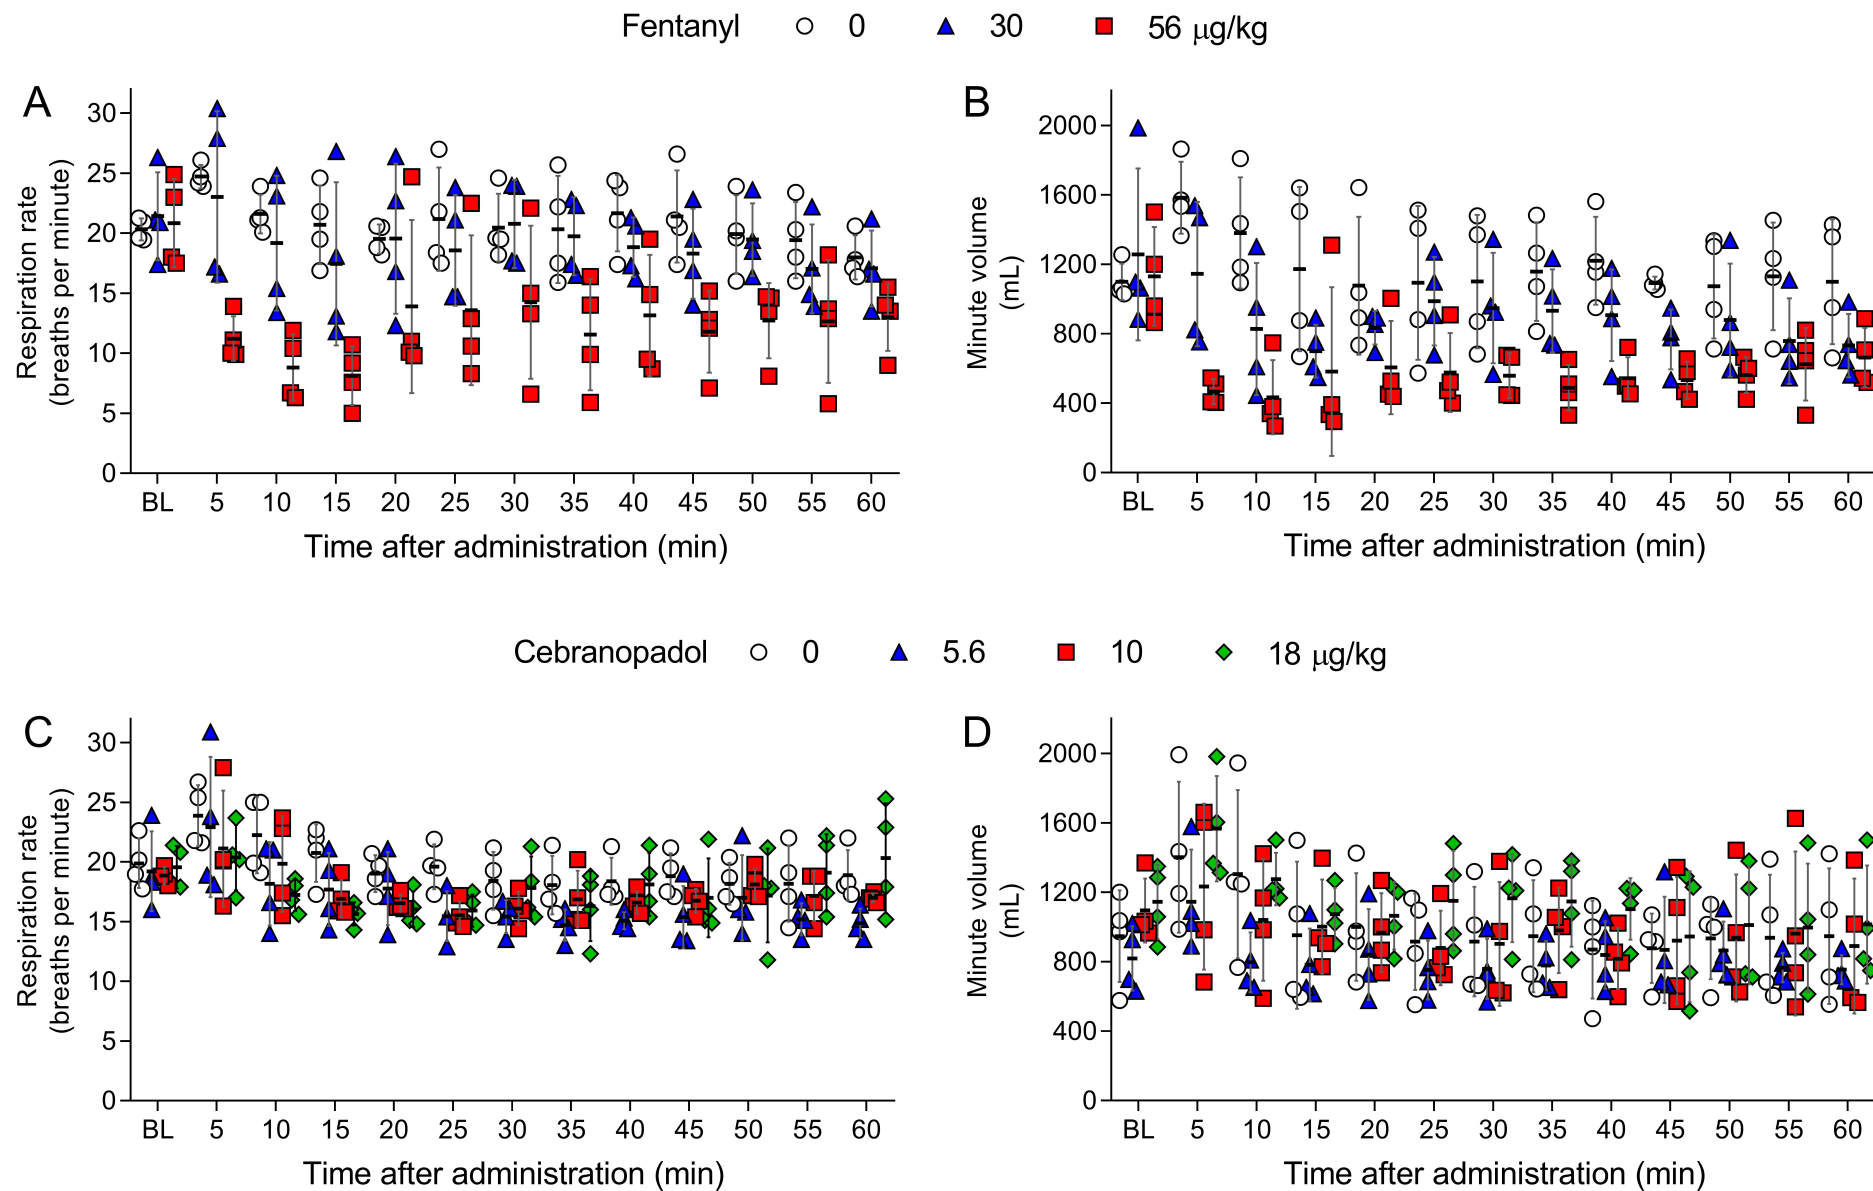 Fentanyl 0 30 56 μg/kg
A
Respiration rate
(breaths per minute)
30
25
20
15
10
5
0
BL 5 10 15 20 25 30 35 40 45 50 55 60
Time after administration (min)
B
Minute volume
(mL)
2000
1600
1200
800
400
0
BL 5 10 15 20 25 30 35 40 45 50 55 60
Time after administration (min)
Cebranopadol 0 5.6 10 18 μg/kg
C
Respiration rate
(breaths per minute)
30
25
20
15
10
5
0
BL 5 10 15 20 25 30 35 40 45 50 55 60
Time after administration (min)
D
Minute volume
(mL)
2000
1600
1200
800
400
0
BL 5 10 15 20 25 30 35 40 45 50 55 60
Time after administration (min)